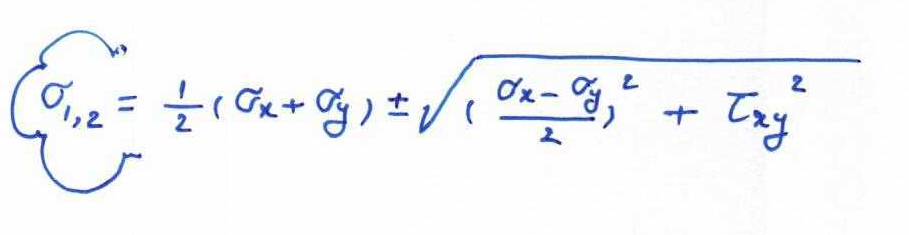 σ₁,₂ = 1/2 (σx + σy) ± √((σx − σy)/2)² + τxy²